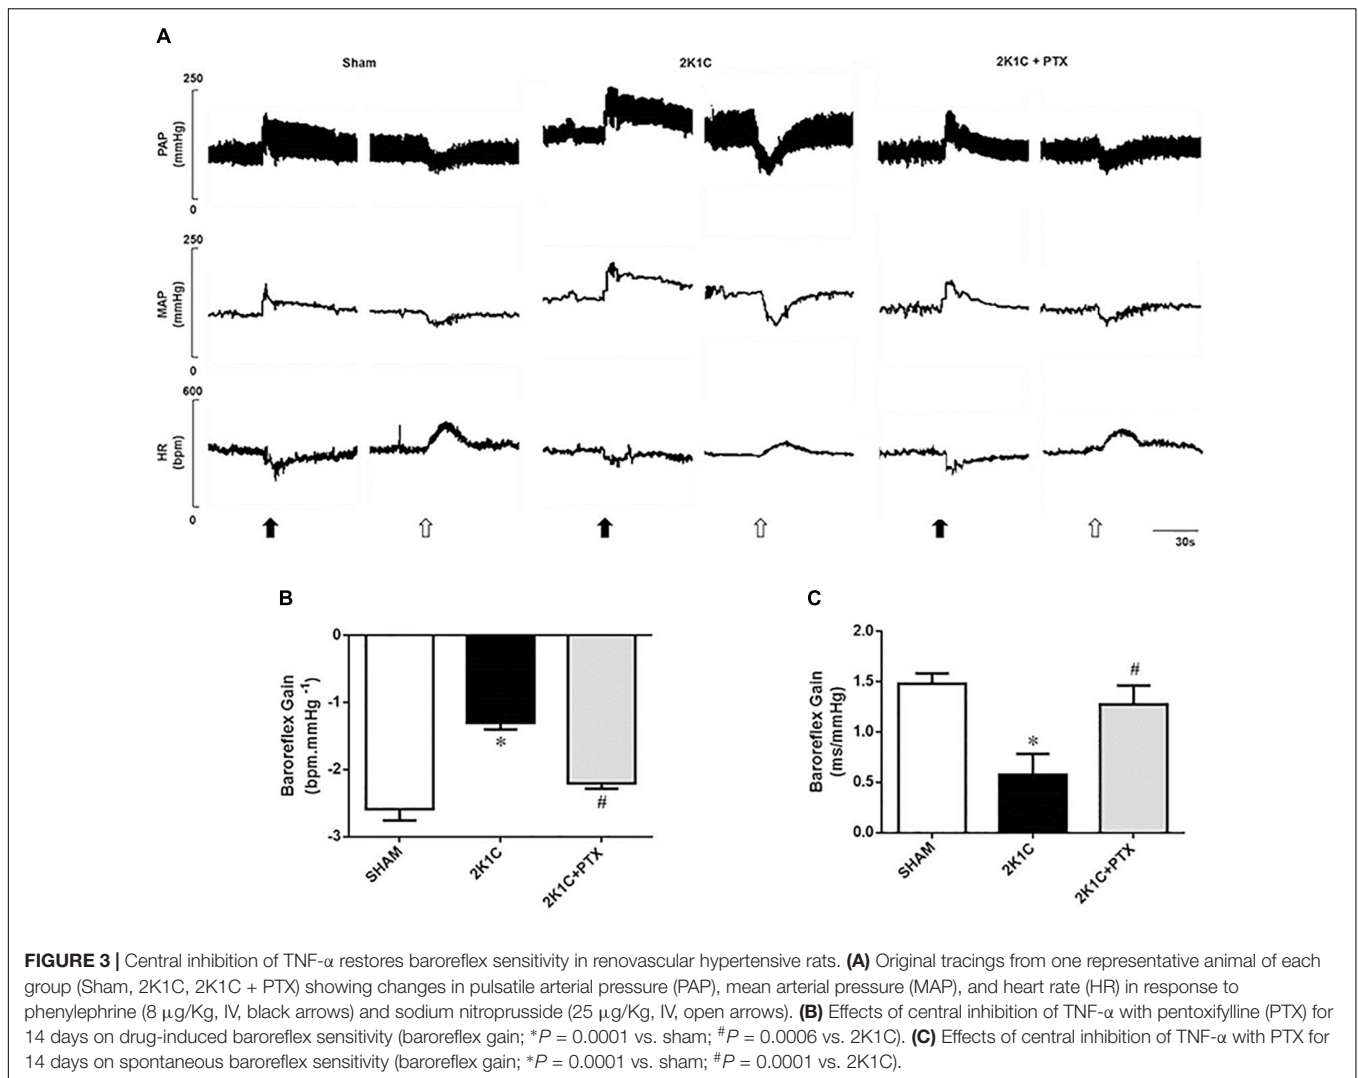 A
Sham
2K1C
2K1C + PTX
250
PAP
(mmHg)
0
250
MAP
(mmHg)
0
600
HR
(bpm)
0
30s
B
Baroreflex Gain
(bpm.mmHg -1)
0
-1
-2
-3
*
#
SHAM
2K1C
2K1C+PTX
C
Baroreflex Gain
(ms/mmHg)
2.0
1.5
1.0
0.5
0.0
*
#
SHAM
2K1C
2K1C+PTX
FIGURE 3 | Central inhibition of TNF-α restores baroreflex sensitivity in renovascular hypertensive rats. (A) Original tracings from one representative animal of each
group (Sham, 2K1C, 2K1C + PTX) showing changes in pulsatile arterial pressure (PAP), mean arterial pressure (MAP), and heart rate (HR) in response to
phenylephrine (8 μg/Kg, IV, black arrows) and sodium nitroprusside (25 μg/Kg, IV, open arrows). (B) Effects of central inhibition of TNF-α with pentoxifylline (PTX) for
14 days on drug-induced baroreflex sensitivity (baroreflex gain; *P = 0.0001 vs. sham; #P = 0.0006 vs. 2K1C). (C) Effects of central inhibition of TNF-α with PTX for
14 days on spontaneous baroreflex sensitivity (baroreflex gain; *P = 0.0001 vs. sham; #P = 0.0001 vs. 2K1C).